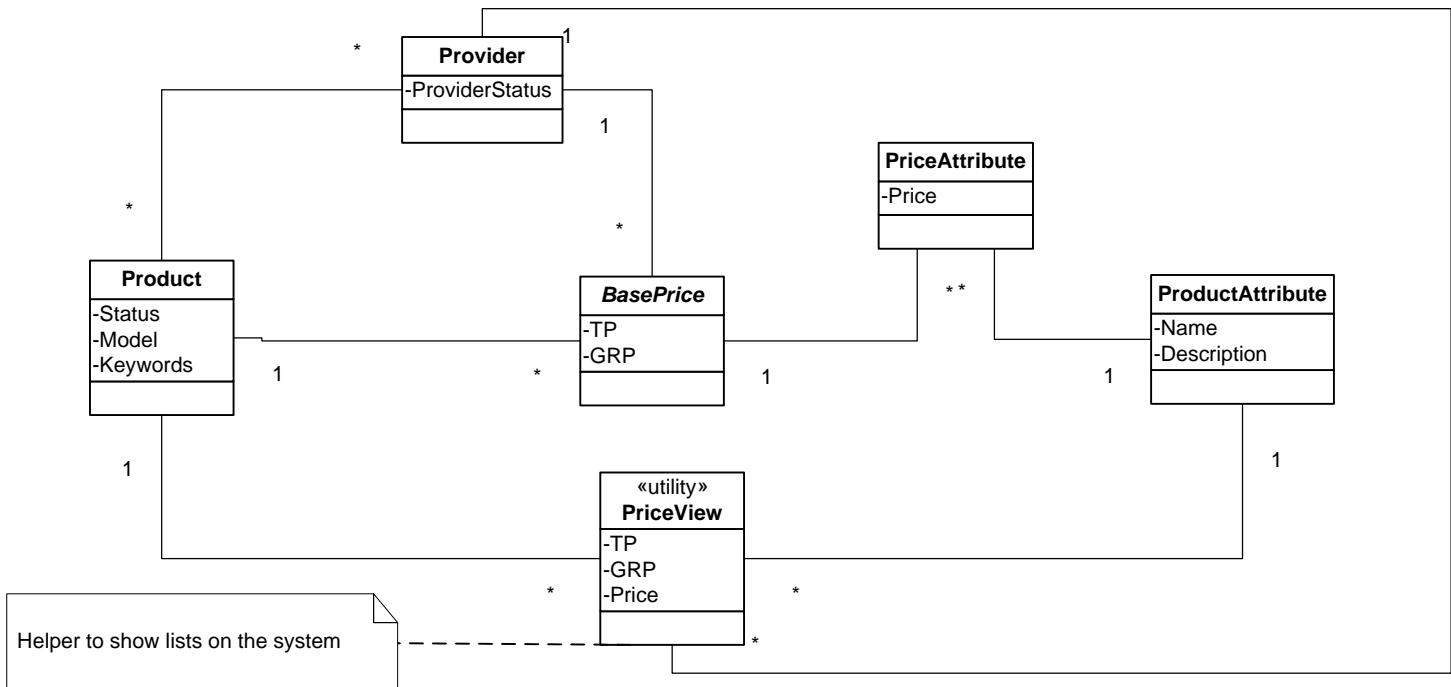 1
*
Provider
-ProviderStatus
1
*
*
PriceAttribute
-Price
* *
Product
-Status
-Model
-Keywords
1
BasePrice
-TP
-GRP
*
1
ProductAttribute
-Name
-Description
1
1
1
«utility»
PriceView
-TP
-GRP
-Price
*
*
*
Helper to show lists on the system